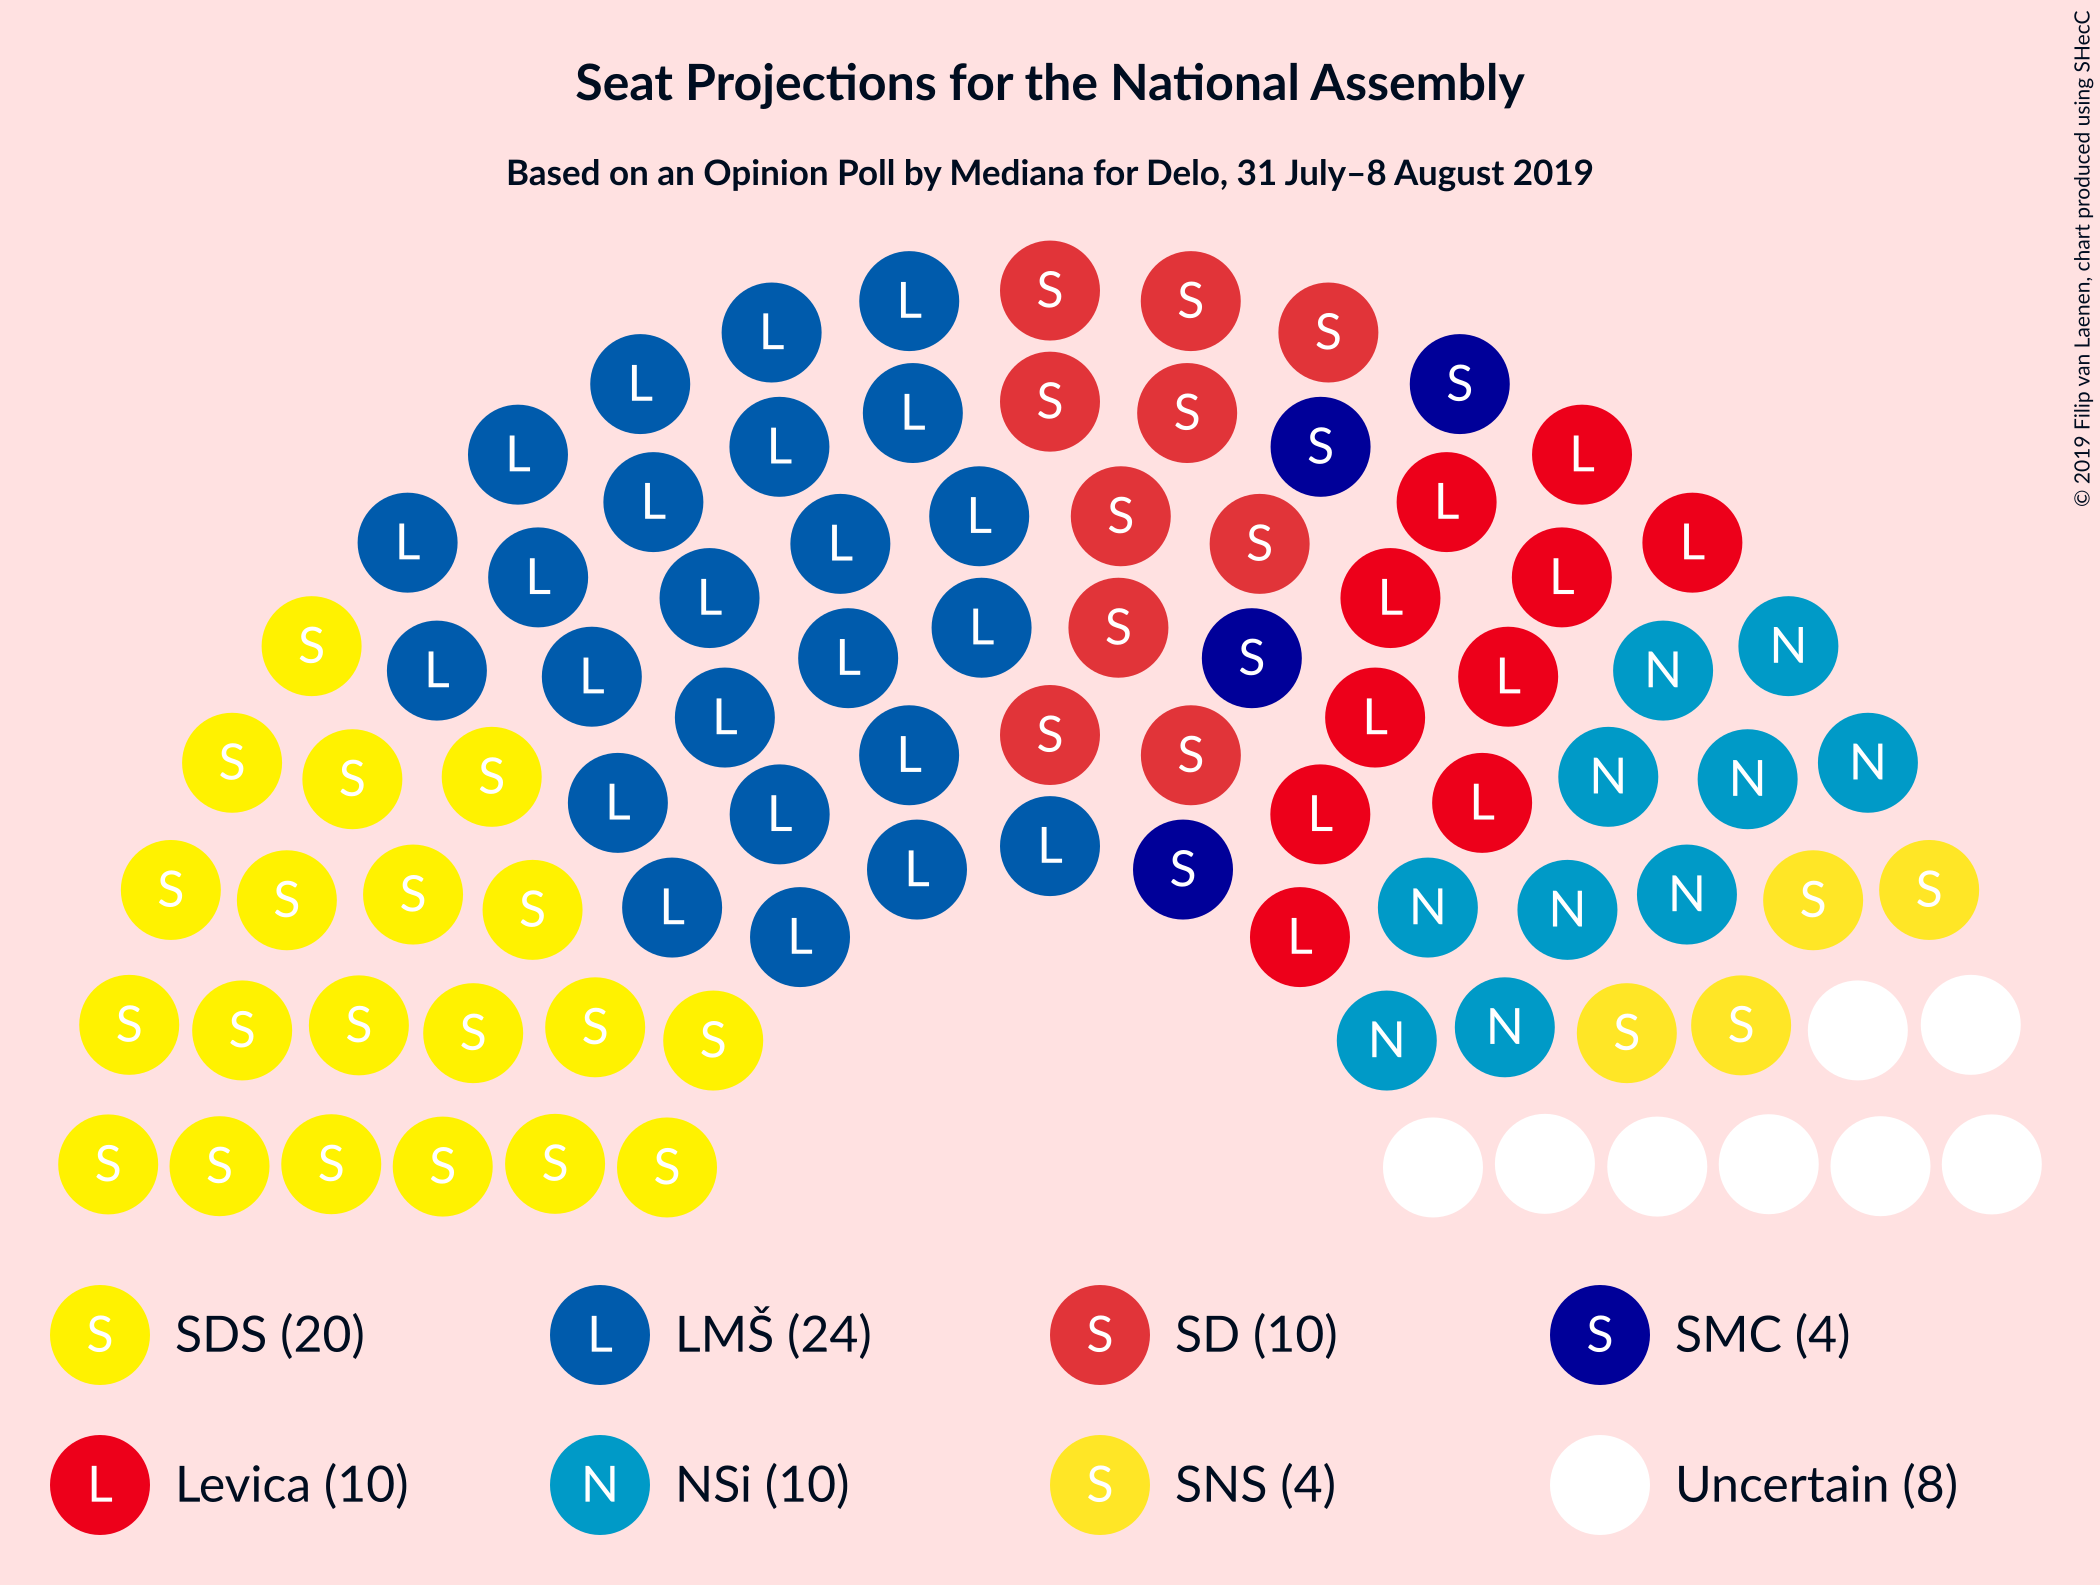 Seat Projections for the National Assembly
Based on an Opinion Poll by Mediana for Delo, 31 July–8 August 2019
© 2019 Filip van Laenen, chart produced using SHecC
L L S S S
L L S
L L S S L
L L S L
L L S S L L
L L L L
L L S L
S L N N
L L S L
L L S L
S S S L L L L S S L L N N N
L L S
S S S S L L L N N N S S
S S S S S S N N S S
S S S S S S
S SDS (20) L LMŠ (24) S SD (10) S SMC (4)
L Levica (10) N NSi (10) S SNS (4) Uncertain (8)